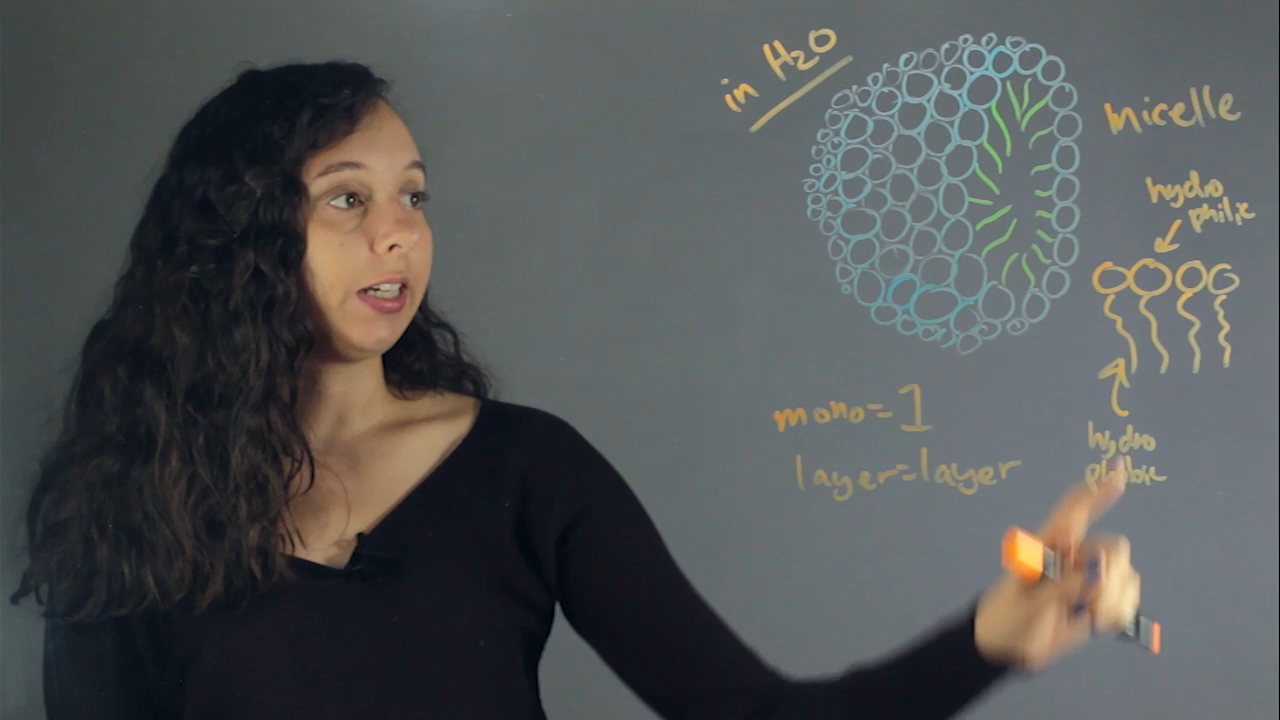 in H2O
micelle
hydro
philic
mono=1
layer=layer
hydro
phobic